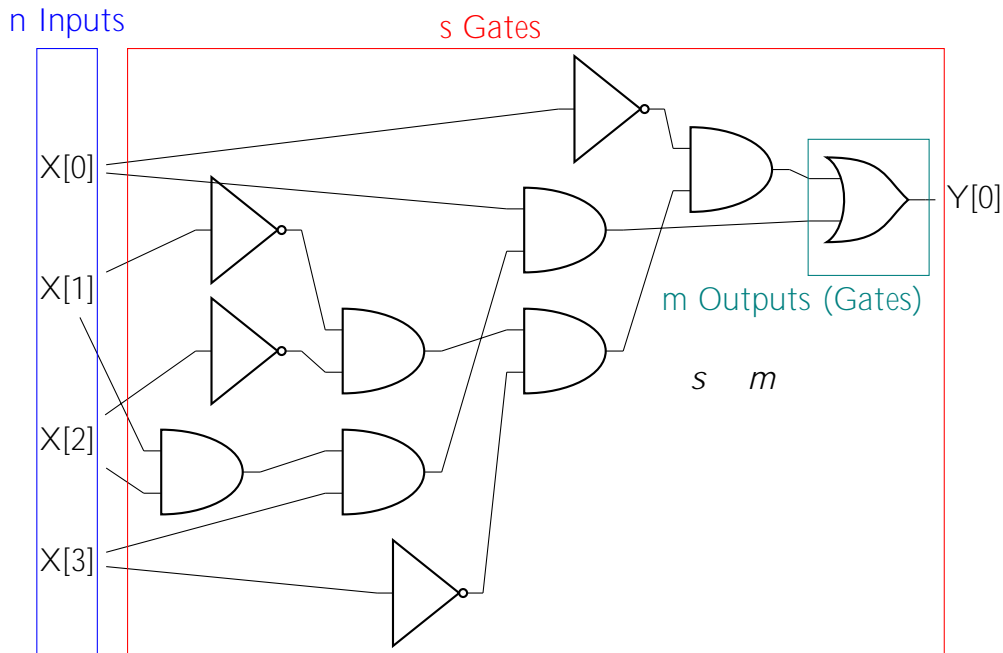 n Inputs
s Gates
X[0]
Y[0]
X[1]
m Outputs (Gates)
s m
X[2]
X[3]